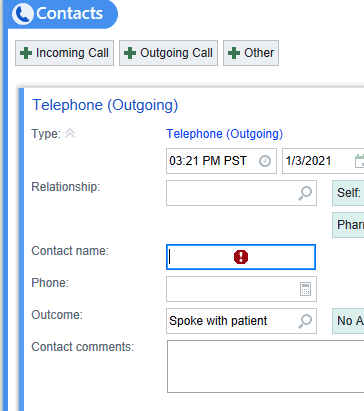 Contacts
Incoming Call Outgoing Call Other
Telephone (Outgoing)
Type: Telephone (Outgoing)
03:21 PM PST 1/3/2021
Relationship: Self:
Phar
Contact name:
Phone:
Outcome: Spoke with patient No A
Contact comments: